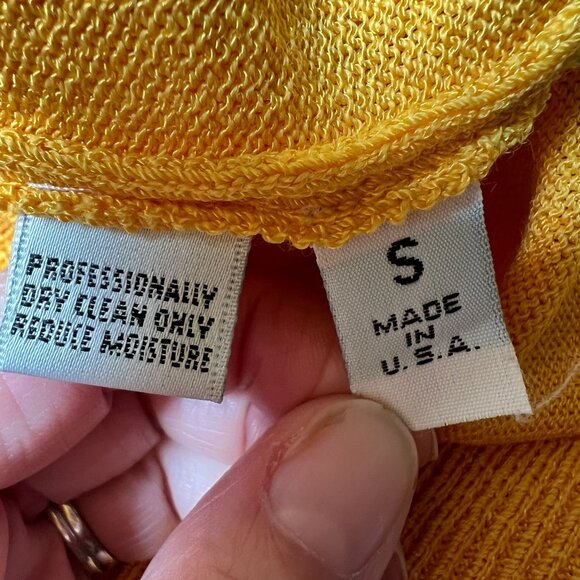 PROFESSIONALLY
DRY CLEAN ONLY
REDUCE MOISTURE
S
MADE
IN
U.S.A.